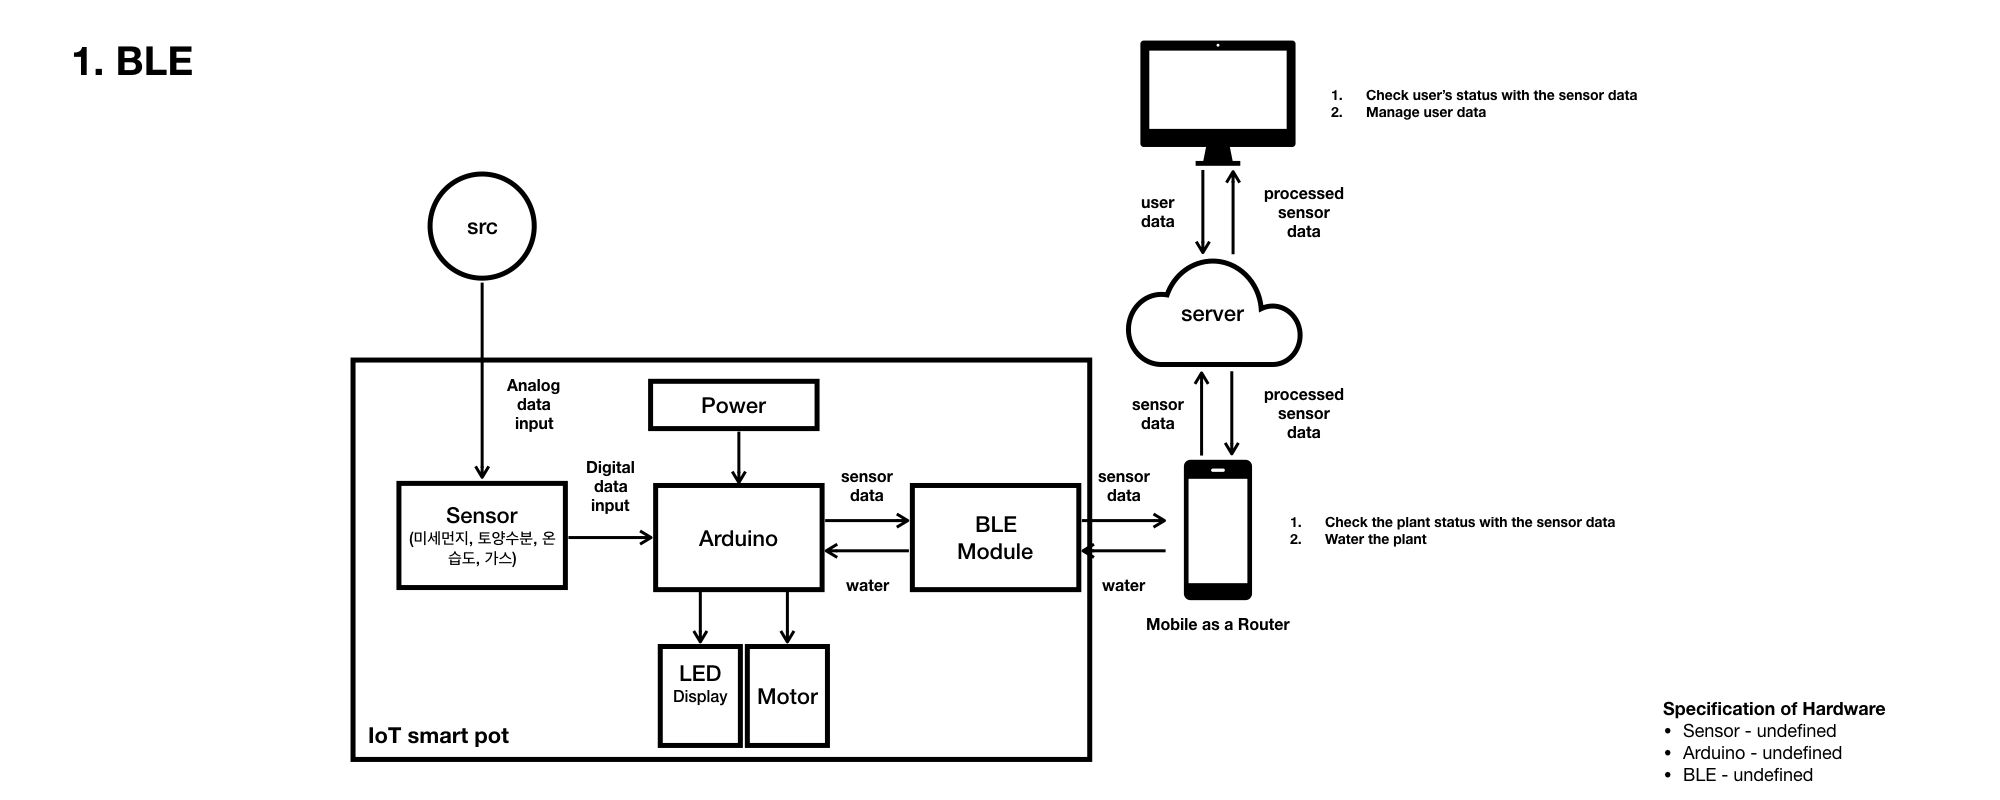 1. BLE
1. Check user’s status with the sensor data
2. Manage user data
src
user
data
processed
sensor
data
server
Analog
data
input
Power
sensor
data
processed
sensor
data
Digital
data
input
sensor
data
sensor
data
Sensor
(미세먼지, 토양수분, 온
습도, 가스)
Arduino
BLE
Module
1. Check the plant status with the sensor data
2. Water the plant
water
water
Mobile as a Router
LED
Display
Motor
IoT smart pot
Specification of Hardware
• Sensor - undefined
• Arduino - undefined
• BLE - undefined